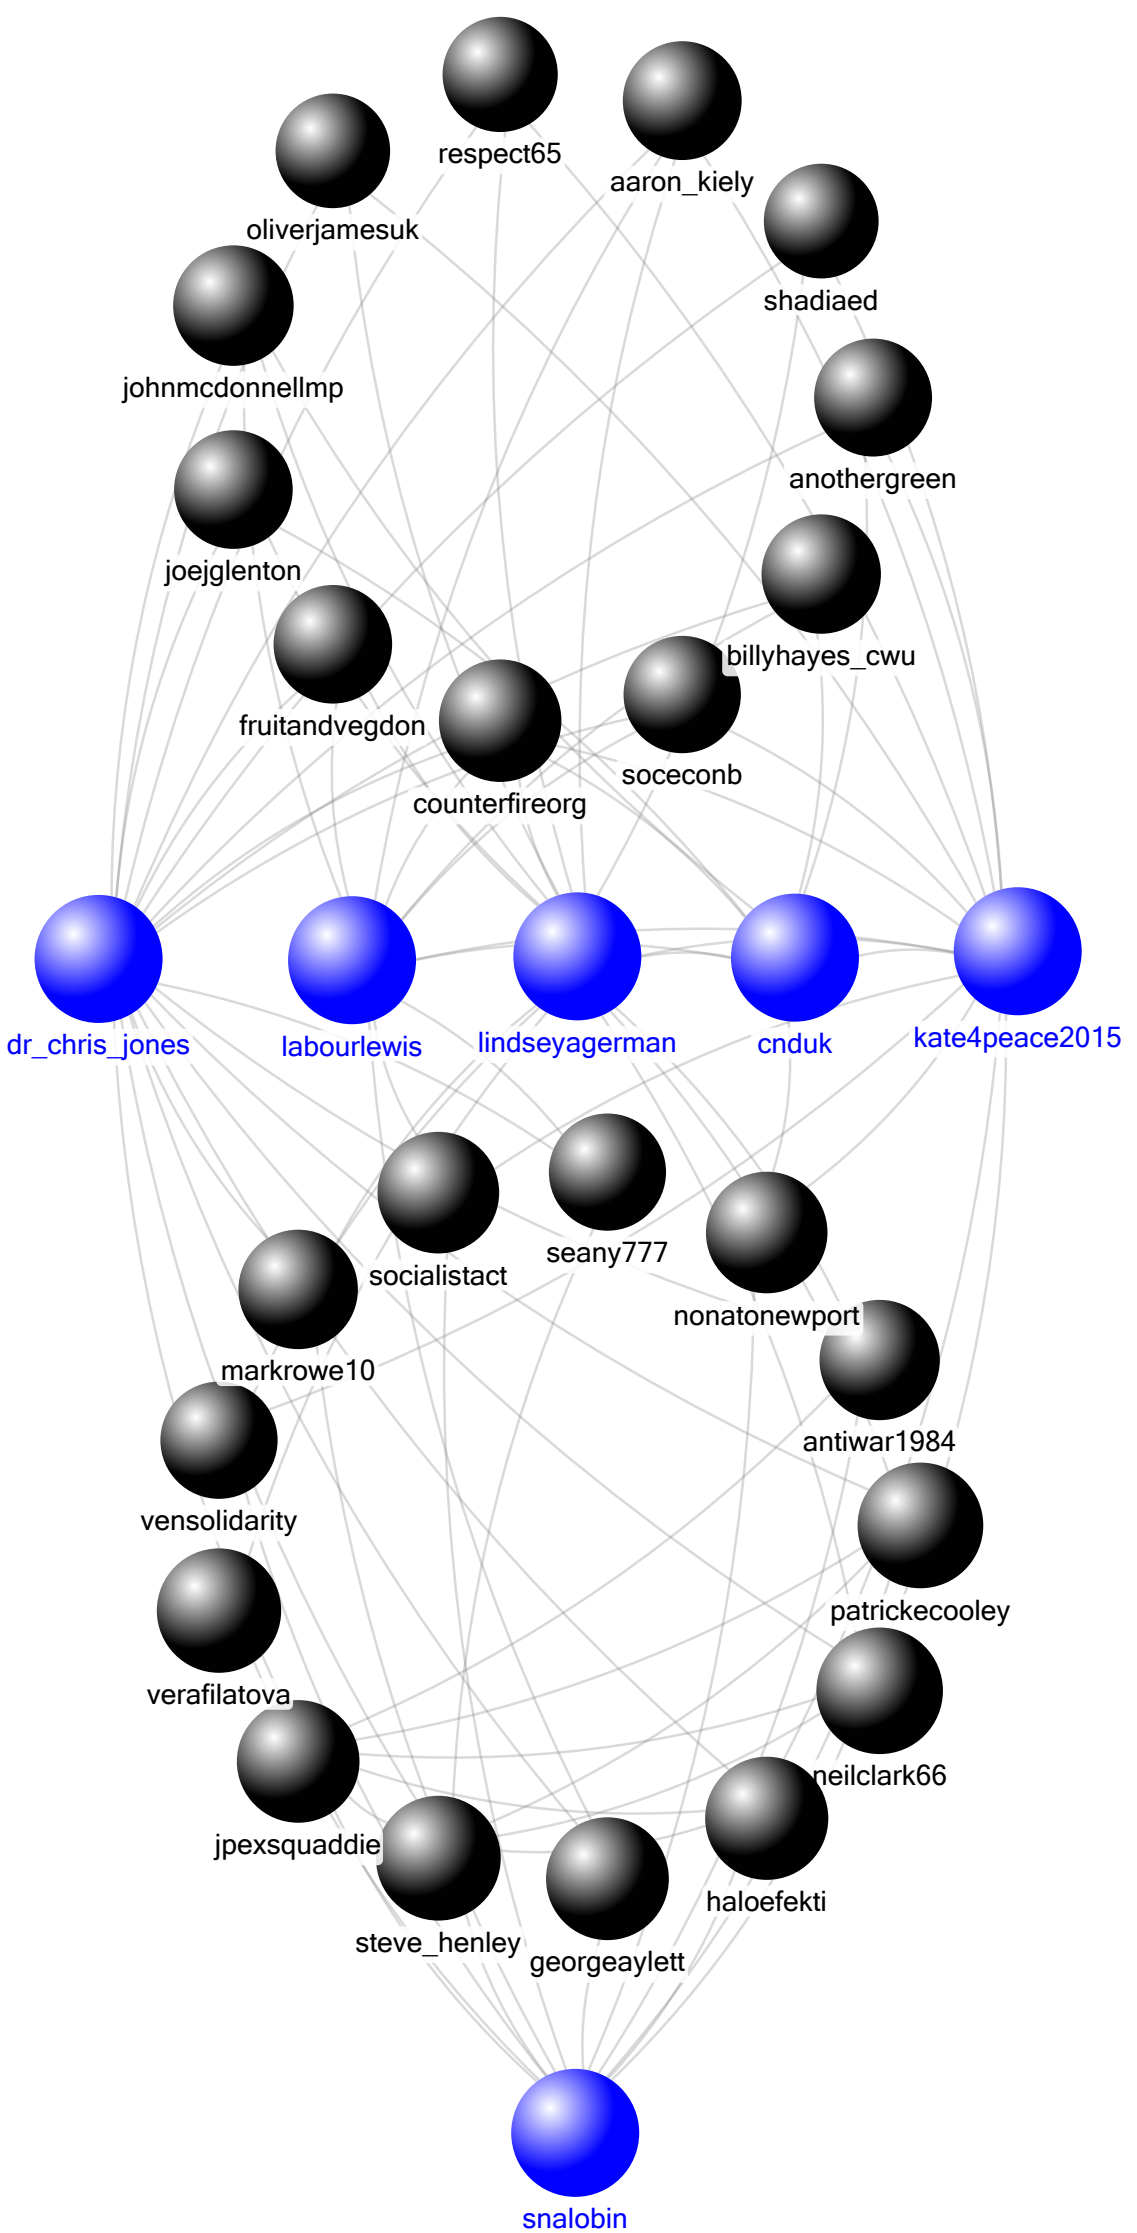 respect65
aaron_kiely
oliverjamesuk
shadiaed
johnmcdonnellmp
anothergreen
joejglenton
billyhayes_cwu
fruitandvegdon
soceconb
counterfireorg
dr_chris_jones
labourlewis
lindseyagerman
cnduk
kate4peace2015
seany777
socialistact
nonatonewport
markrowe10
antiwar1984
vensolidarity
patrickecooley
verafilatova
neilclark66
jpexsquaddie
haloefekti
steve_henley
georgeaylett
snalobin